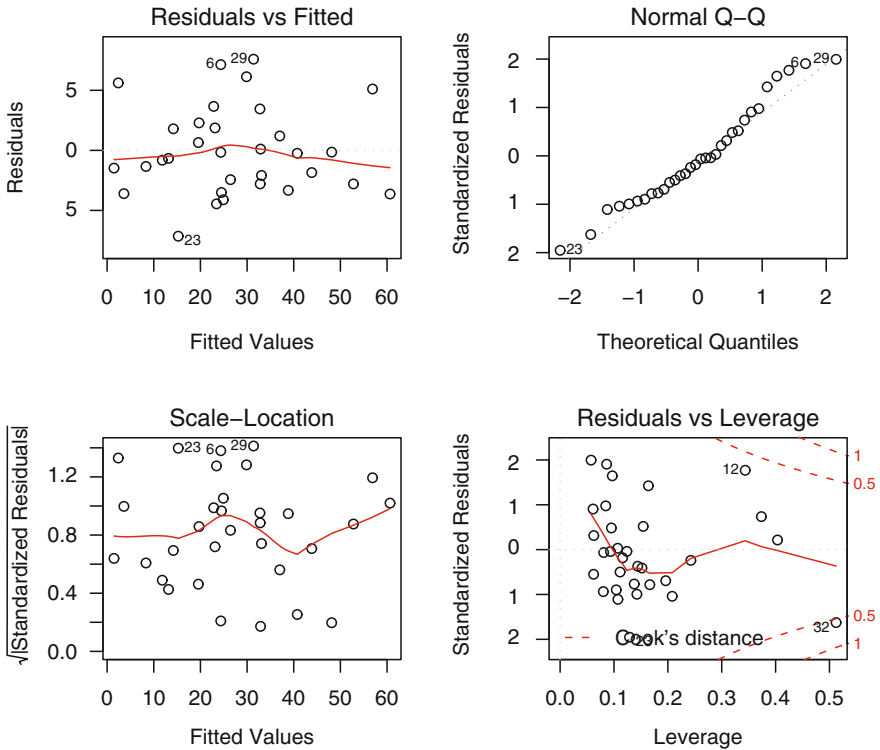 Residuals vs Fitted
Residuals
5
0
5
6
29
23
0 10 20 30 40 50 60
Fitted Values
Normal Q−Q
Standardized Residuals
2
1
0
1
2
6
29
23
−2 −1 0 1 2
Theoretical Quantiles
Scale−Location
√|Standardized Residuals|
1.2
0.8
0.4
0.0
23
6
29
0 10 20 30 40 50 60
Fitted Values
Residuals vs Leverage
Standardized Residuals
2
1
0
1
2
12
1
0.5
32
0.5
1
23
Cook's distance
0.0 0.1 0.2 0.3 0.4 0.5
Leverage